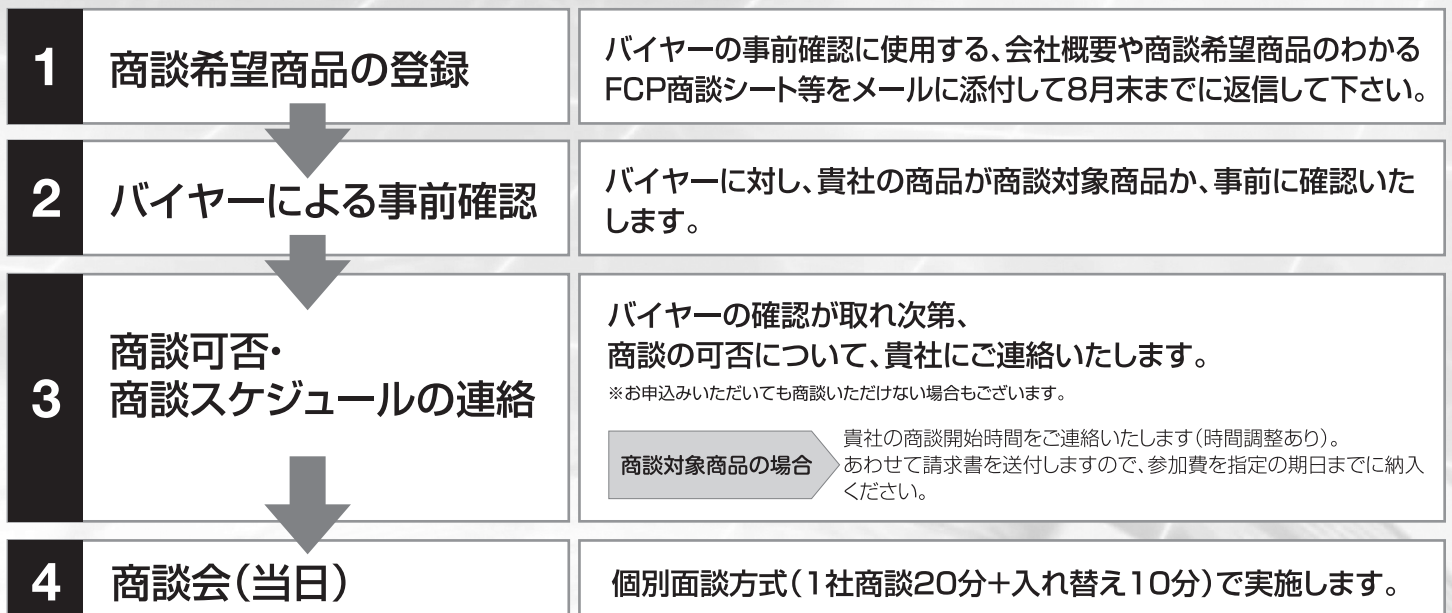 1
商談希望商品の登録
バイヤーの事前確認に使用する、会社概要や商談希望商品のわかる
FCP商談シート等をメールに添付して8月末までに返信して下さい。
2
バイヤーによる事前確認
バイヤーに対し、貴社の商品が商談対象商品か、事前に確認いた
します。
3
商談可否・
商談スケジュールの連絡
バイヤーの確認が取れ次第、
商談の可否について、貴社にご連絡いたします。
※お申込みいただいても商談いただけない場合もございます。
商談対象商品の場合
貴社の商談開始時間をご連絡いたします(時間調整あり)。
あわせて請求書を送付しますので、参加費を指定の期日までに納入
ください。
4
商談会(当日)
個別面談方式(1社商談20分+入れ替え10分)で実施します。